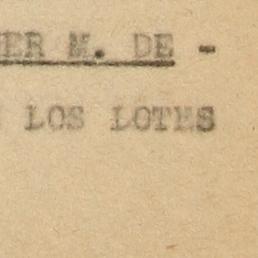 ER M. DE -
LOS LOTES